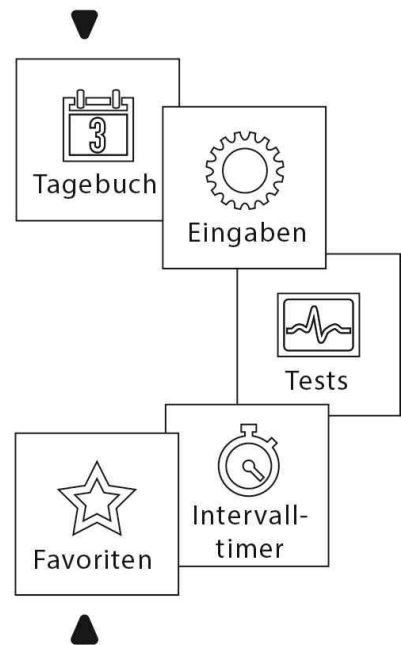 3
Tagebuch
Eingaben
Tests
Intervall-
timer
Favoriten